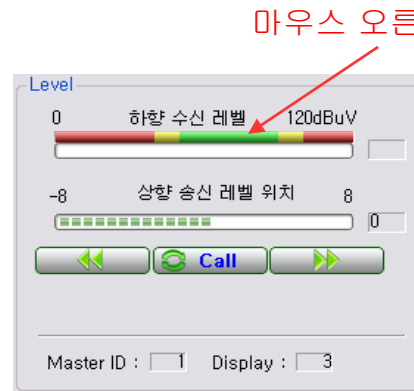 마우스 오른
Level
0 하향 수신 레벨 120dBuV
-8 상향 송신 레벨 위치 8
0
Call
Master ID : 1 Display : 3